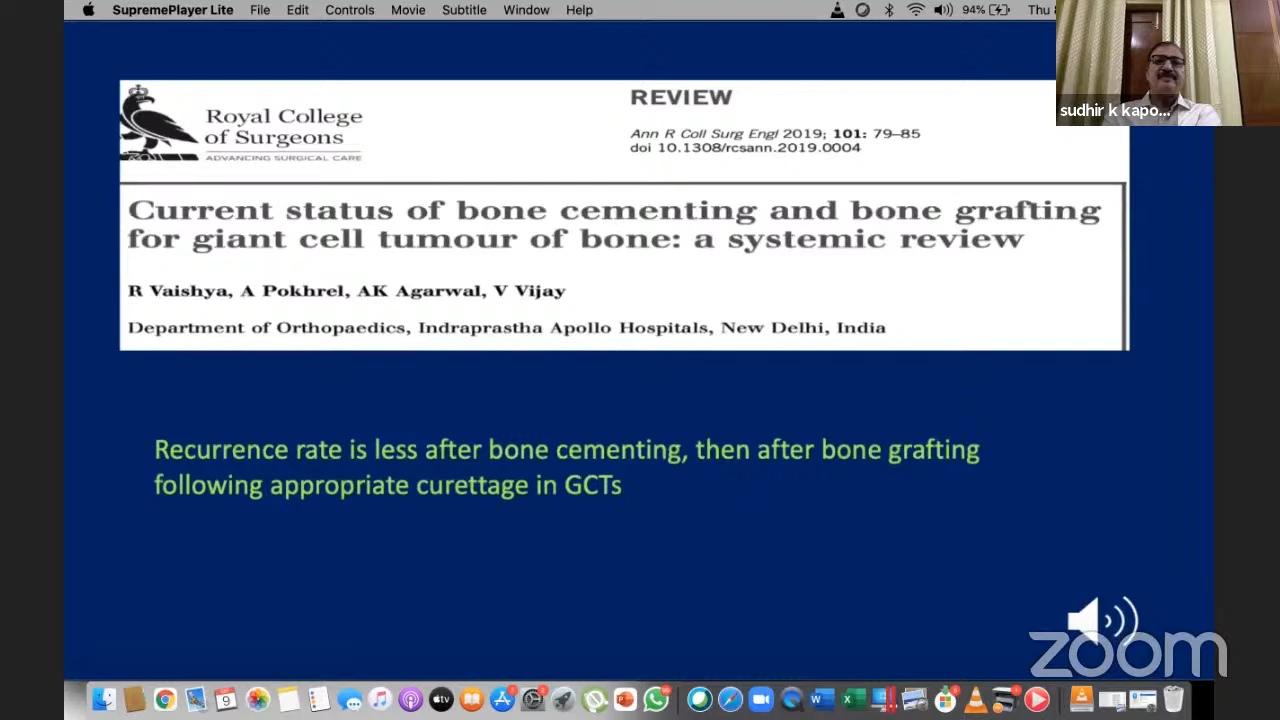 SupremePlayer Lite File Edit Controls Movie Subtitle Window Help 94% Thu
sudhir k kapo...
Royal College
of Surgeons
ADVANCING SURGICAL CARE
REVIEW
Ann R Coll Surg Engl 2019; 101: 79–85
doi 10.1308/rcsann.2019.0004
Current status of bone cementing and bone grafting
for giant cell tumour of bone: a systemic review
R Vaishya, A Pokhrel, AK Agarwal, V Vijay
Department of Orthopaedics, Indraprastha Apollo Hospitals, New Delhi, India
Recurrence rate is less after bone cementing, then after bone grafting
following appropriate curettage in GCTs
zoom